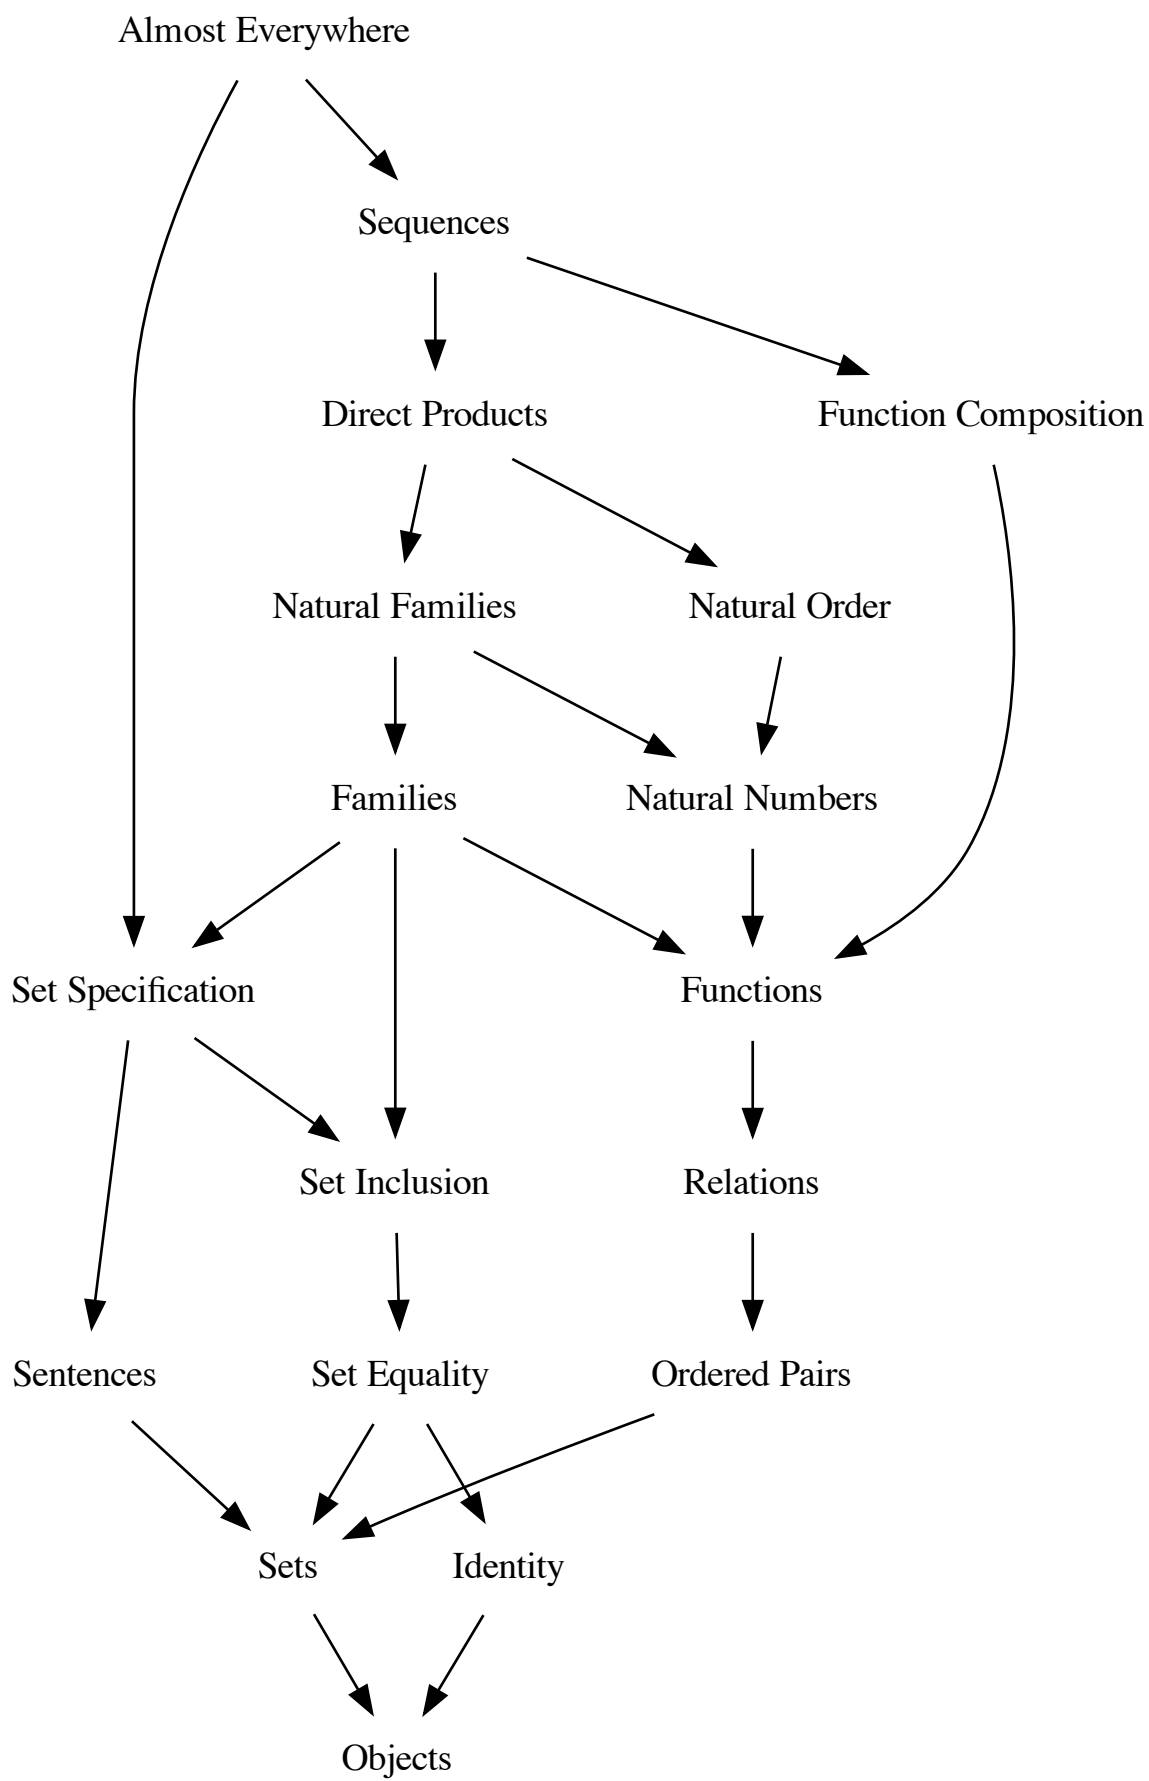 Almost Everywhere
Sequences
Direct Products
Function Composition
Natural Families
Natural Order
Families
Natural Numbers
Set Specification
Functions
Set Inclusion
Relations
Sentences
Set Equality
Ordered Pairs
Sets
Identity
Objects